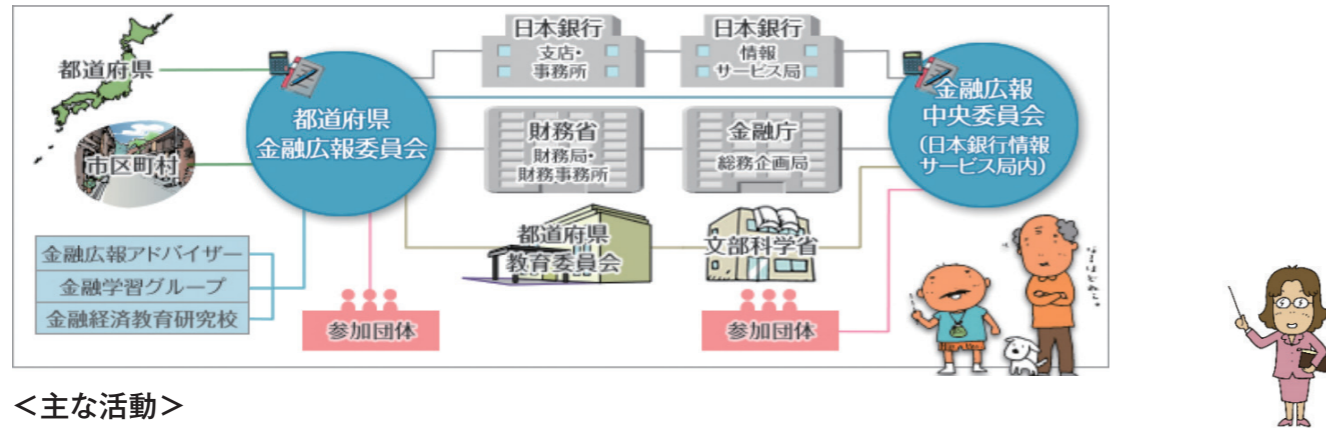 都道府県
市区町村
都道府県
金融広報委員会
日本銀行
支店・
事務所
日本銀行
情報
サービス局
金融広報
中央委員会
(日本銀行情報
サービス局内)
財務省
財務局・
財務事務所
金融庁
総務企画局
金融広報アドバイザー
金融学習グループ
金融経済教育研究校
都道府県
教育委員会
文部科学省
参加団体
参加団体
なるほどねぇ。
<主な活動>